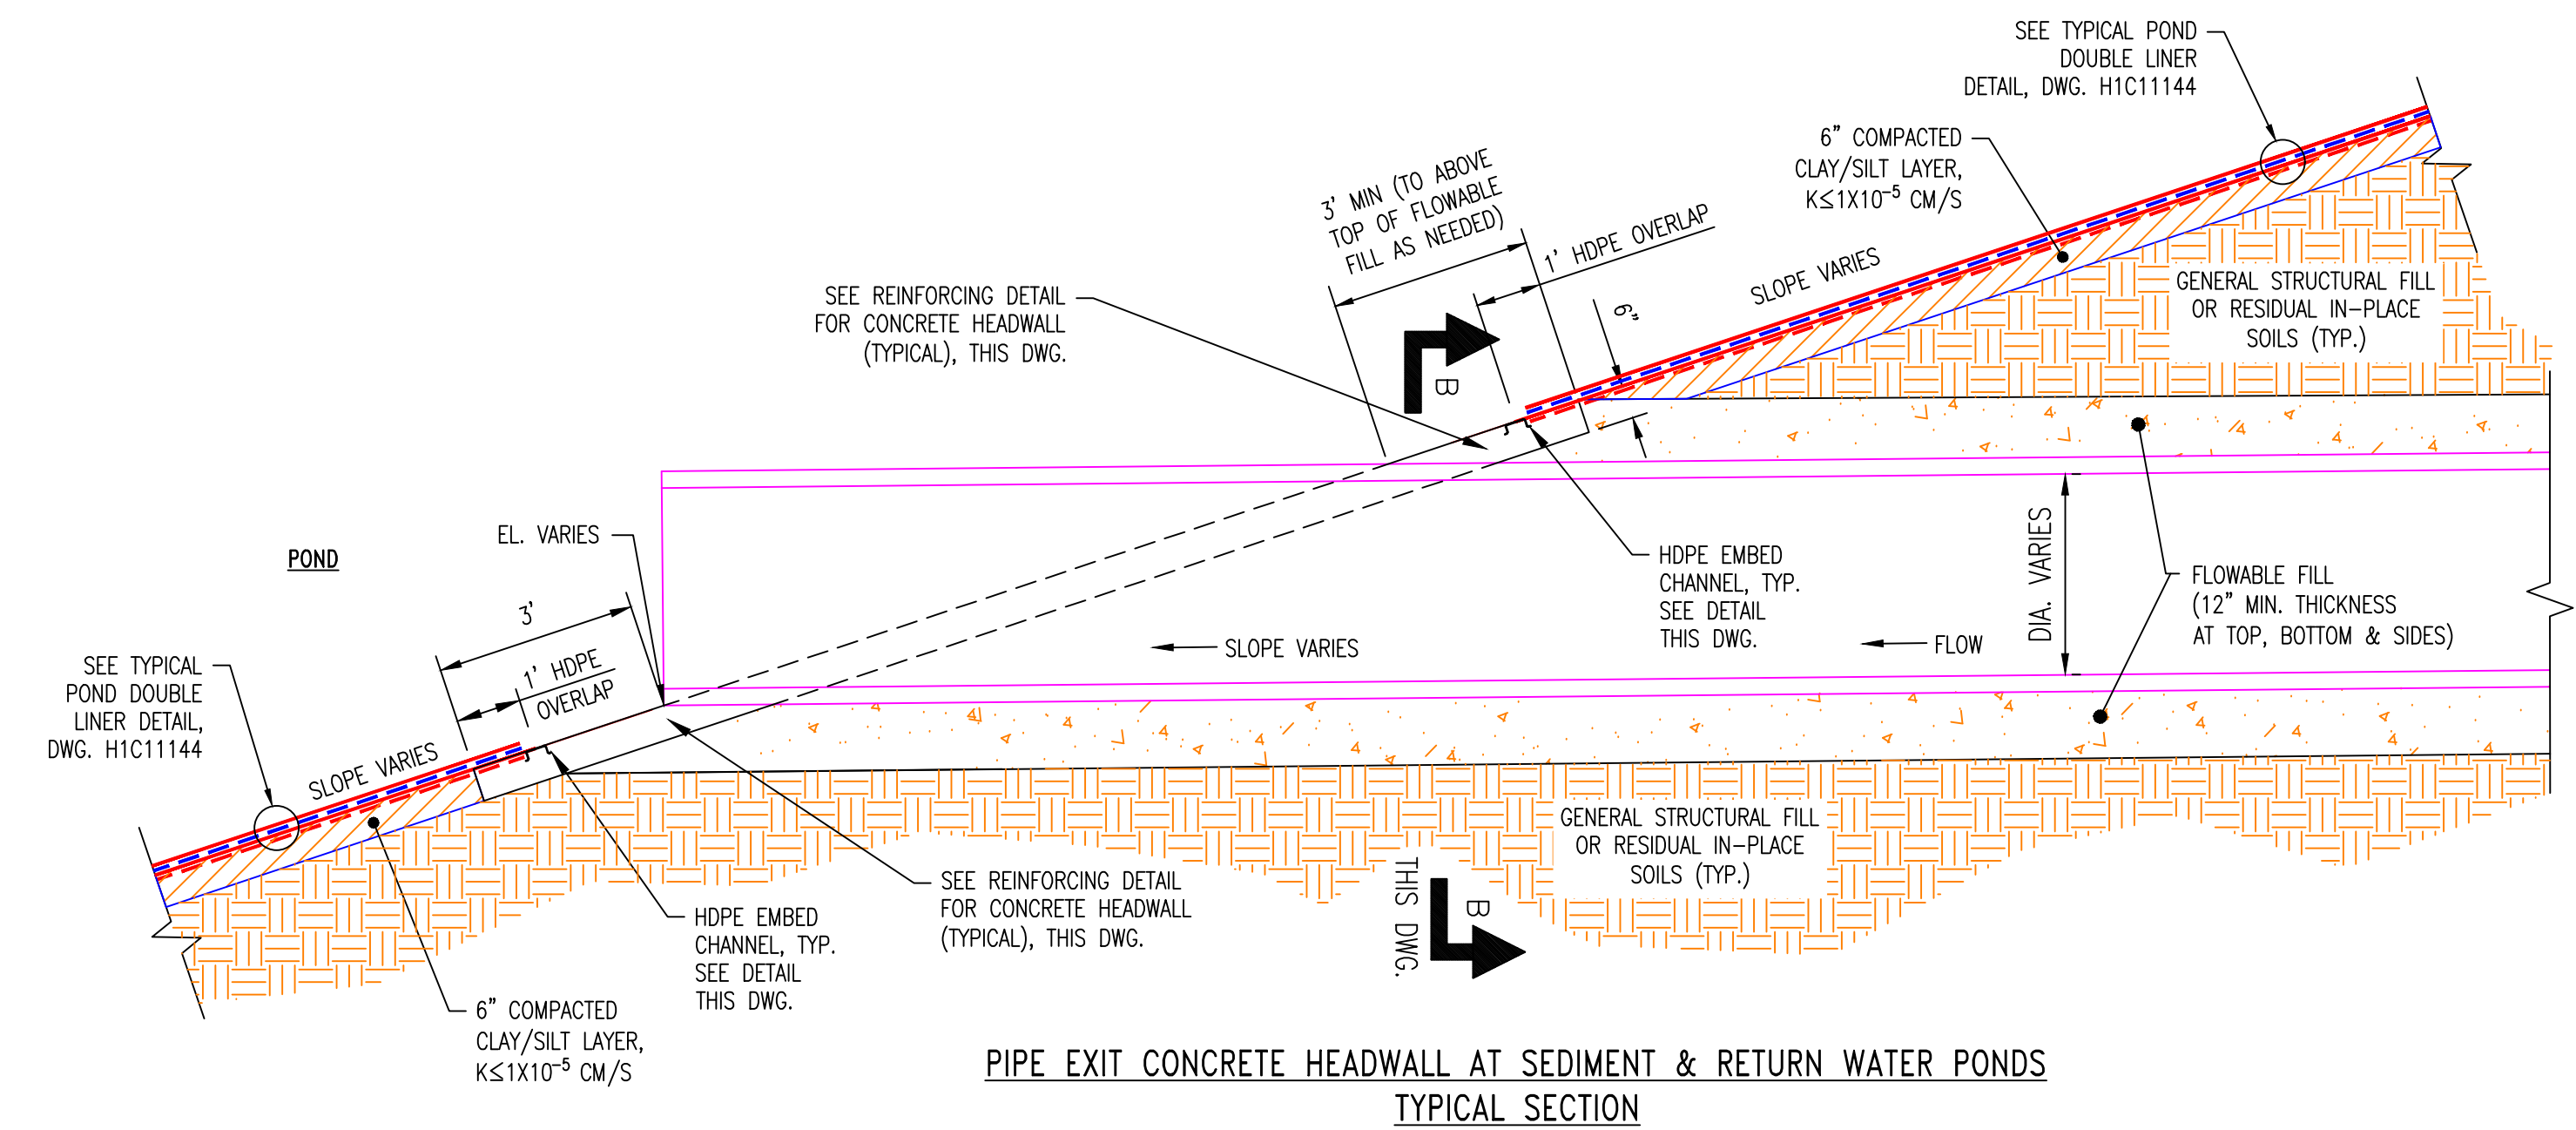 SEE TYPICAL POND
DOUBLE LINER
DETAIL, DWG. H1C11144
6" COMPACTED
CLAY/SILT LAYER,
K≤1X10⁻⁵ CM/S
3' MIN (TO ABOVE
TOP OF FLOWABLE
FILL AS NEEDED)
1' HDPE OVERLAP
6"
SLOPE VARIES
GENERAL STRUCTURAL FILL
OR RESIDUAL IN-PLACE
SOILS (TYP.)
SEE REINFORCING DETAIL
FOR CONCRETE HEADWALL
(TYPICAL), THIS DWG.
B
EL. VARIES
POND
HDPE EMBED
CHANNEL, TYP.
SEE DETAIL
THIS DWG.
DIA. VARIES
FLOWABLE FILL
(12" MIN. THICKNESS
AT TOP, BOTTOM & SIDES)
SLOPE VARIES
FLOW
3'
1' HDPE
OVERLAP
SEE TYPICAL
POND DOUBLE
LINER DETAIL,
DWG. H1C11144
SLOPE VARIES
GENERAL STRUCTURAL FILL
OR RESIDUAL IN-PLACE
SOILS (TYP.)
THIS DWG.
B
SEE REINFORCING DETAIL
FOR CONCRETE HEADWALL
(TYPICAL), THIS DWG.
HDPE EMBED
CHANNEL, TYP.
SEE DETAIL
THIS DWG.
6" COMPACTED
CLAY/SILT LAYER,
K≤1X10⁻⁵ CM/S
PIPE EXIT CONCRETE HEADWALL AT SEDIMENT & RETURN WATER PONDS
TYPICAL SECTION